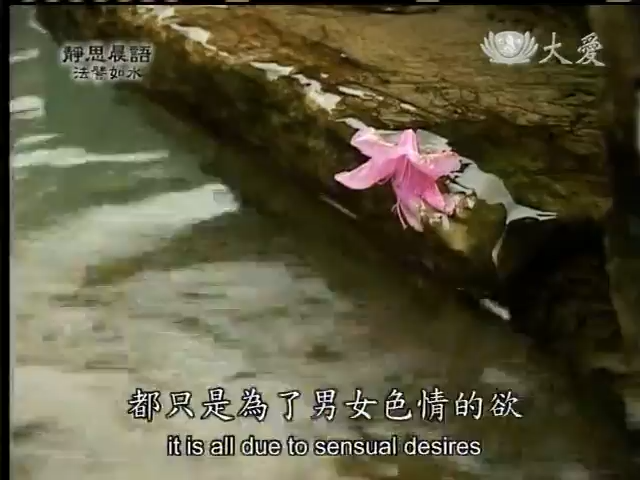 靜思晨語
法譬如水
大愛
都只是為了男女色情的欲
it is all due to sensual desires